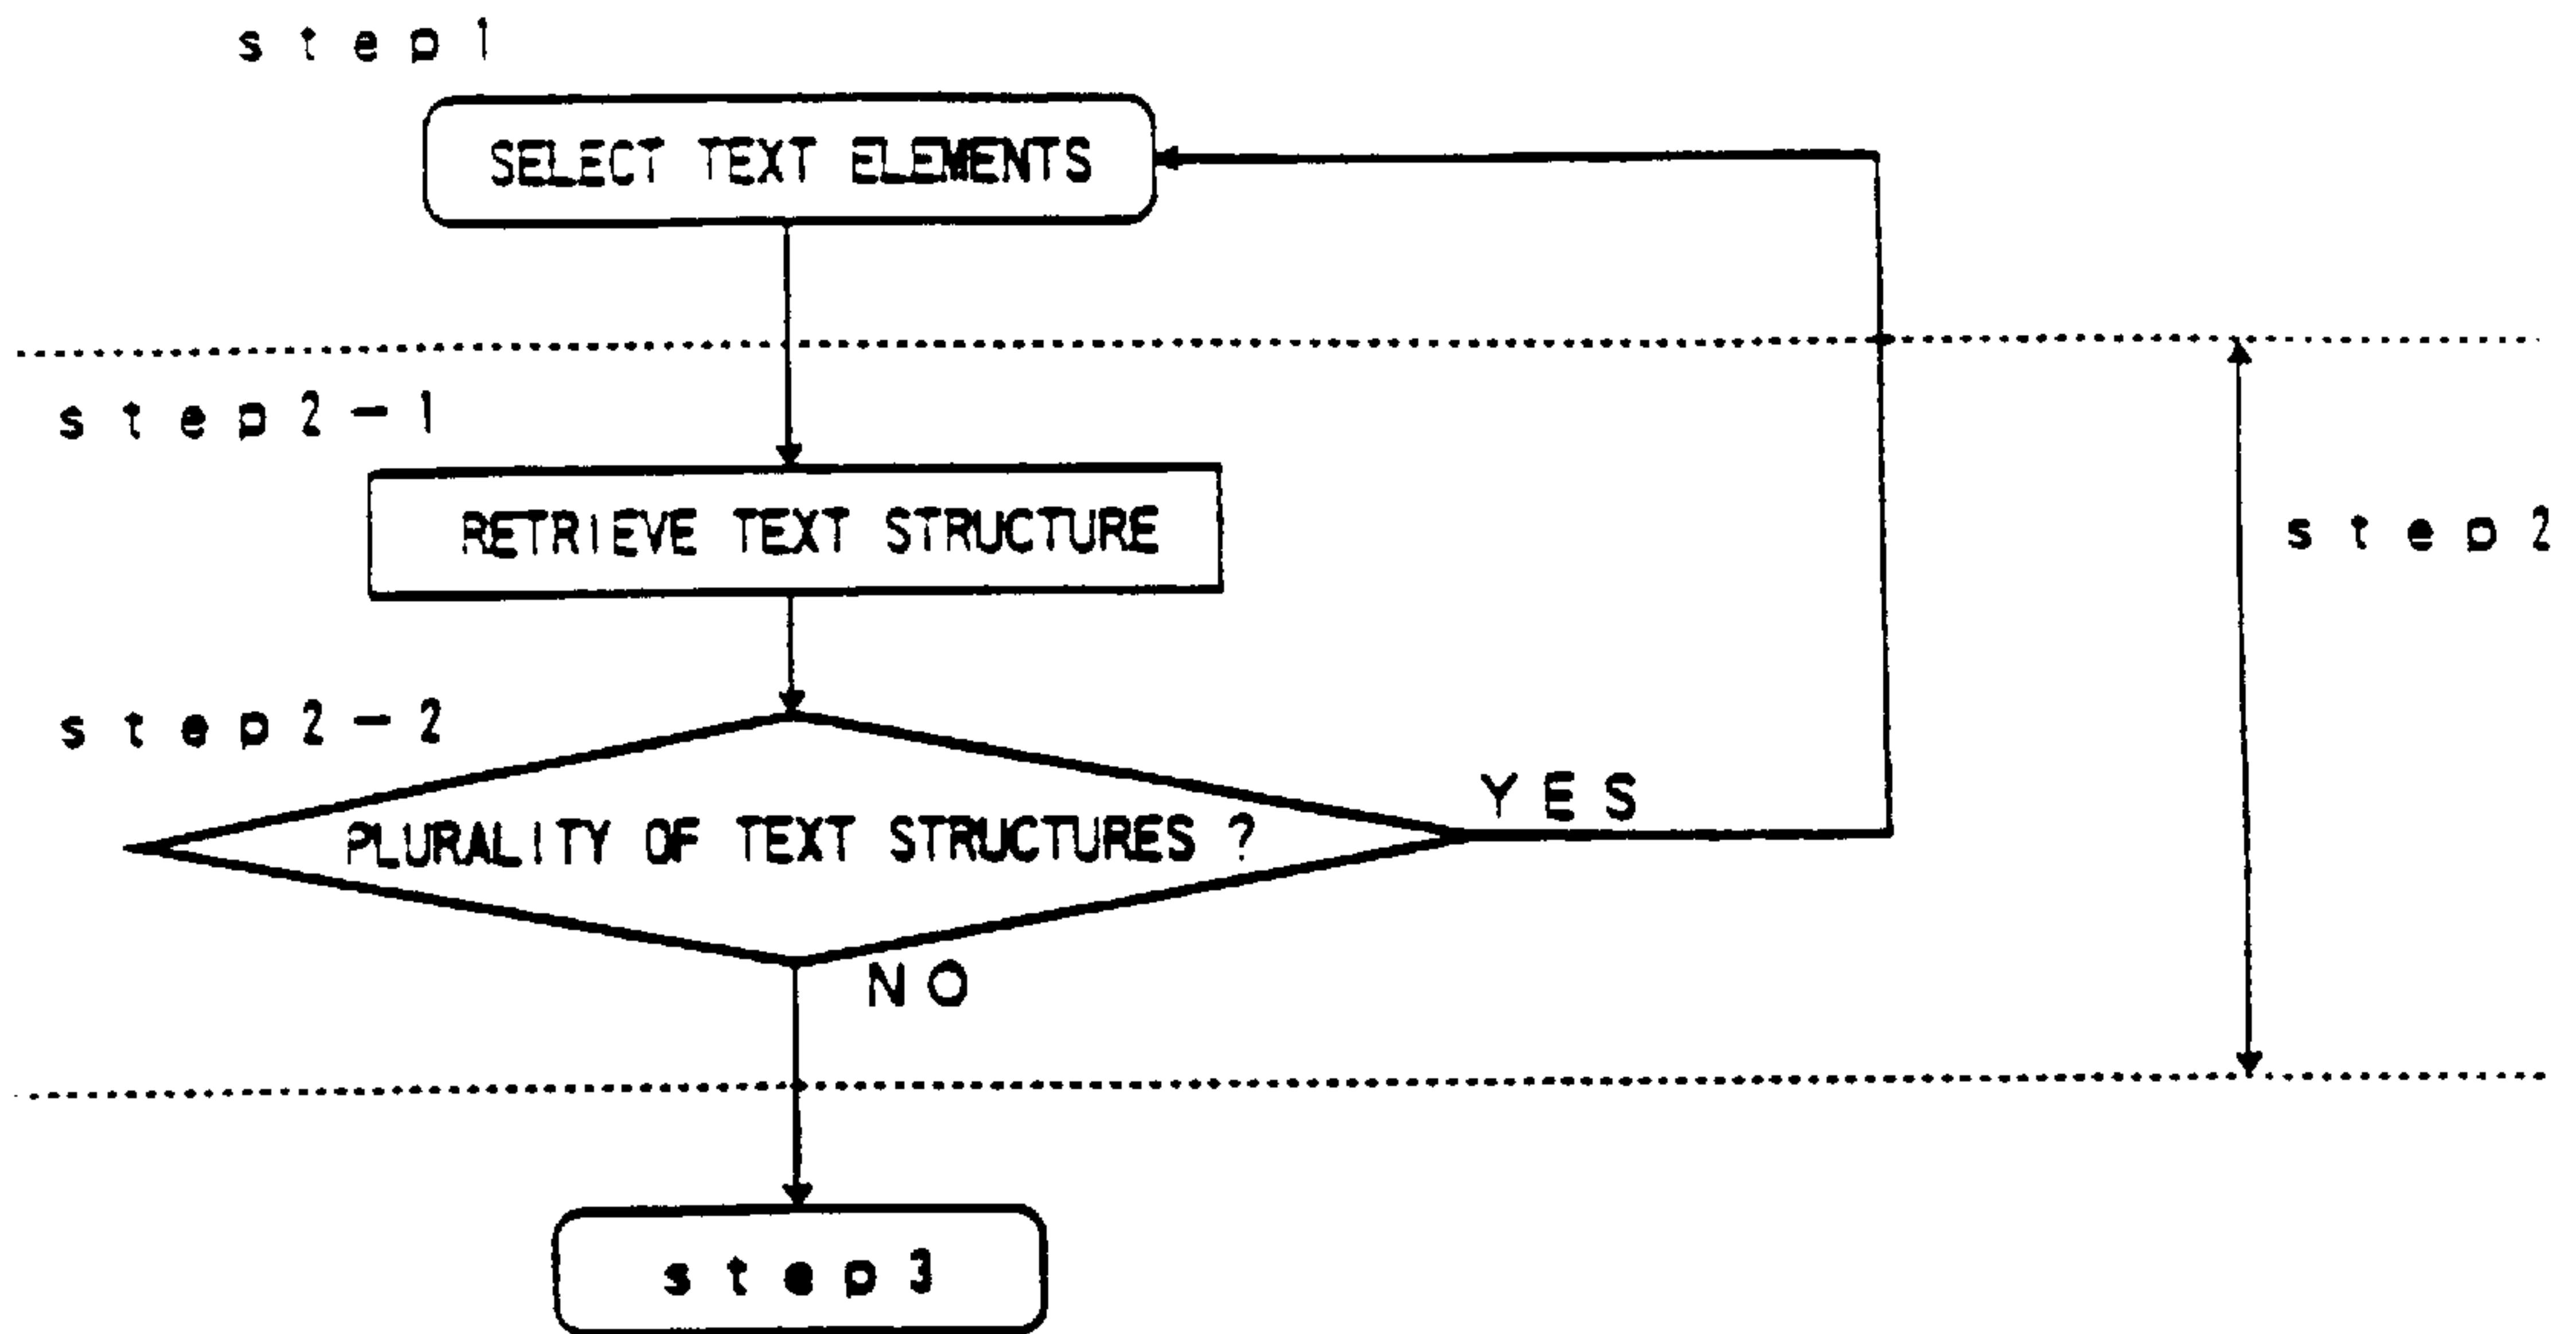 step1
SELECT TEXT ELEMENTS
step2-1
RETRIEVE TEXT STRUCTURE
step2
step2-2
YES
PLURALITY OF TEXT STRUCTURES ?
NO
step3